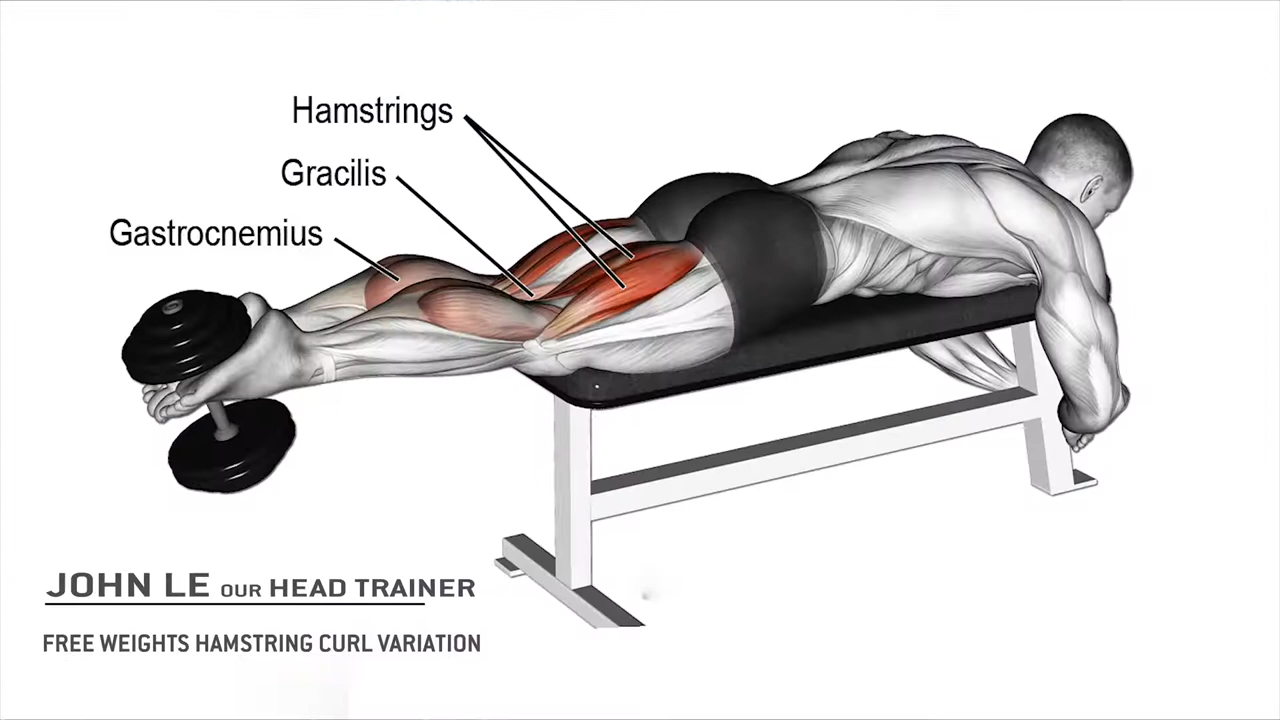 Hamstrings
Gracilis
Gastrocnemius
JOHN LE OUR HEAD TRAINER
FREE WEIGHTS HAMSTRING CURL VARIATION